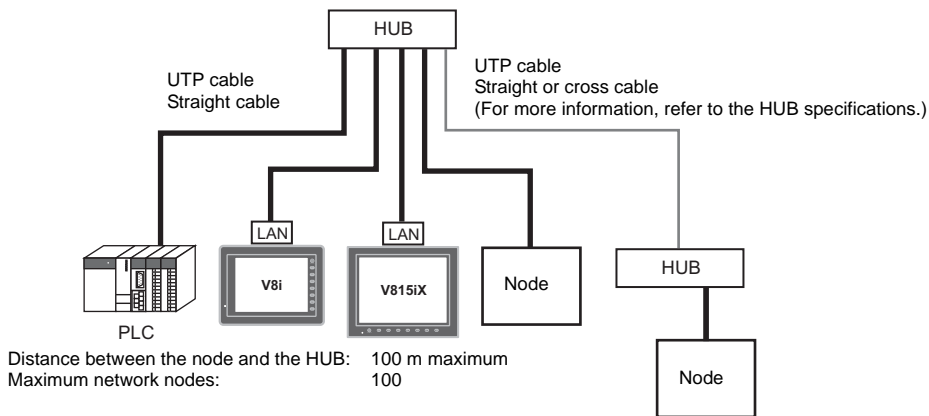 HUB
UTP cable
Straight cable
UTP cable
Straight or cross cable
(For more information, refer to the HUB specifications.)
LAN
LAN
V8i
V815iX
Node
HUB
PLC
Distance between the node and the HUB: 100 m maximum
Maximum network nodes: 100
Node